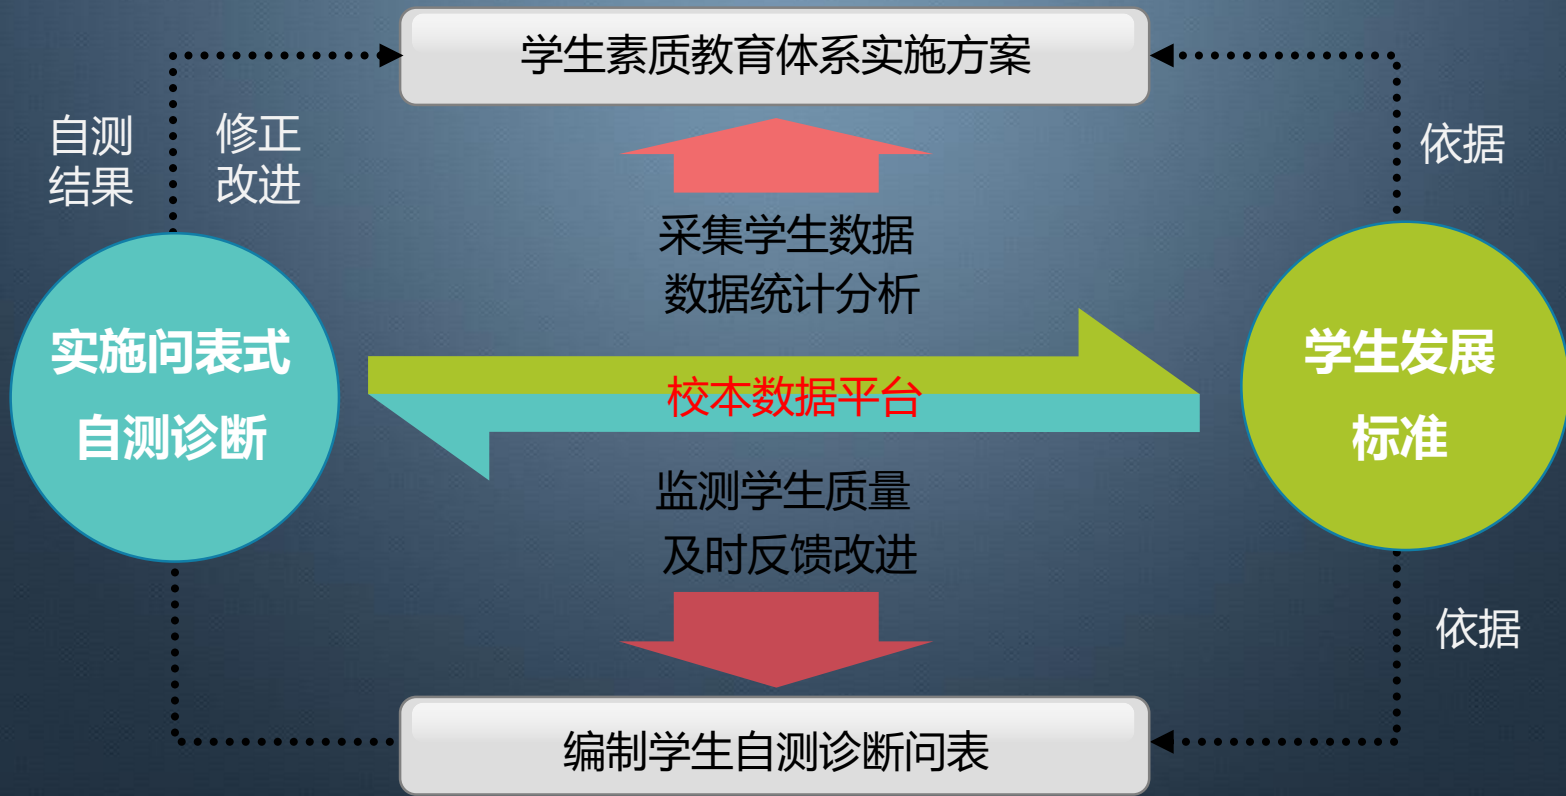 学生素质教育体系实施方案
自测
结果
修正
改进
依据
采集学生数据
数据统计分析
实施问表式
自测诊断
校本数据平台
学生发展
标准
监测学生质量
及时反馈改进
依据
编制学生自测诊断问表